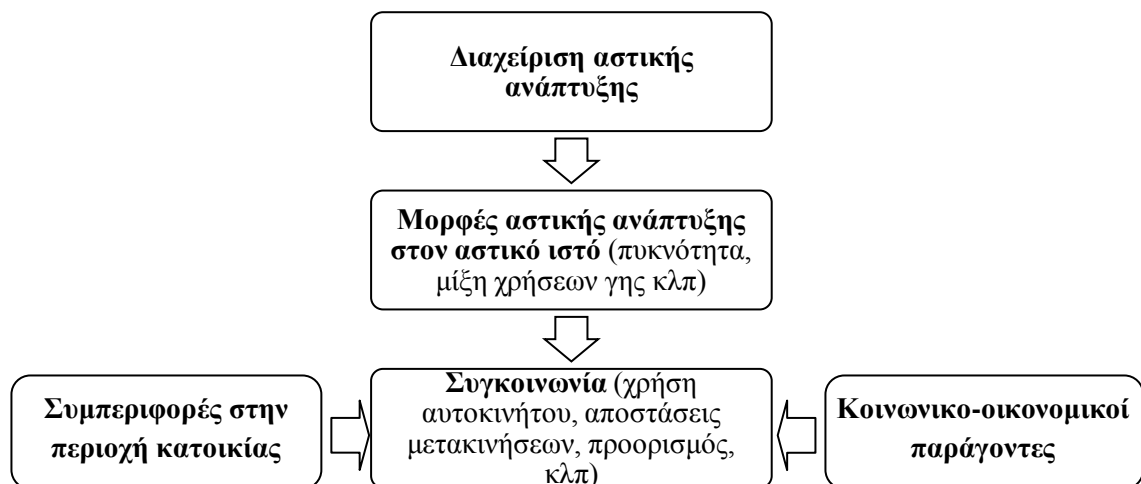 Διαχείριση αστικής
ανάπτυξης
Μορφές αστικής ανάπτυξης
στον αστικό ιστό (πυκνότητα,
μίξη χρήσεων γης κλπ)
Συμπεριφορές στην
περιοχή κατοικίας
Συγκοινωνία (χρήση
αυτοκινήτου, αποστάσεις
μετακινήσεων, προορισμός,
κλπ)
Κοινωνικο-οικονομικοί
παράγοντες